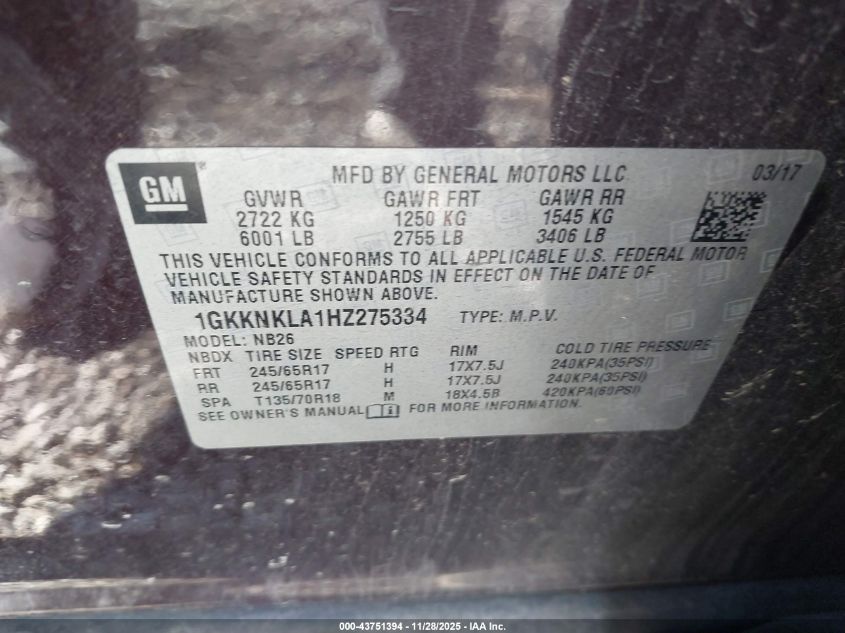 GM ® MFD BY GENERAL MOTORS LLC 03/17
GVWR GAWR FRT GAWR RR
2722 KG 1250 KG 1545 KG
6001 LB 2755 LB 3406 LB
THIS VEHICLE CONFORMS TO ALL APPLICABLE U.S. FEDERAL MOTOR
VEHICLE SAFETY STANDARDS IN EFFECT ON THE DATE OF
MANUFACTURE SHOWN ABOVE.
1GKKNKLA1HZ275334 TYPE: M.P.V.
MODEL: NB26
NBDX TIRE SIZE SPEED RTG RIM COLD TIRE PRESSURE
FRT 245/65R17 H 17X7.5J 240KPA(35PSI)
RR 245/65R17 H 17X7.5J 240KPA(35PSI)
SPA T135/70R18 M 18X4.5B 420KPA(60PSI)
SEE OWNER'S MANUAL FOR MORE INFORMATION.
000-43751394 | 11/28/2025 - IAA Inc.